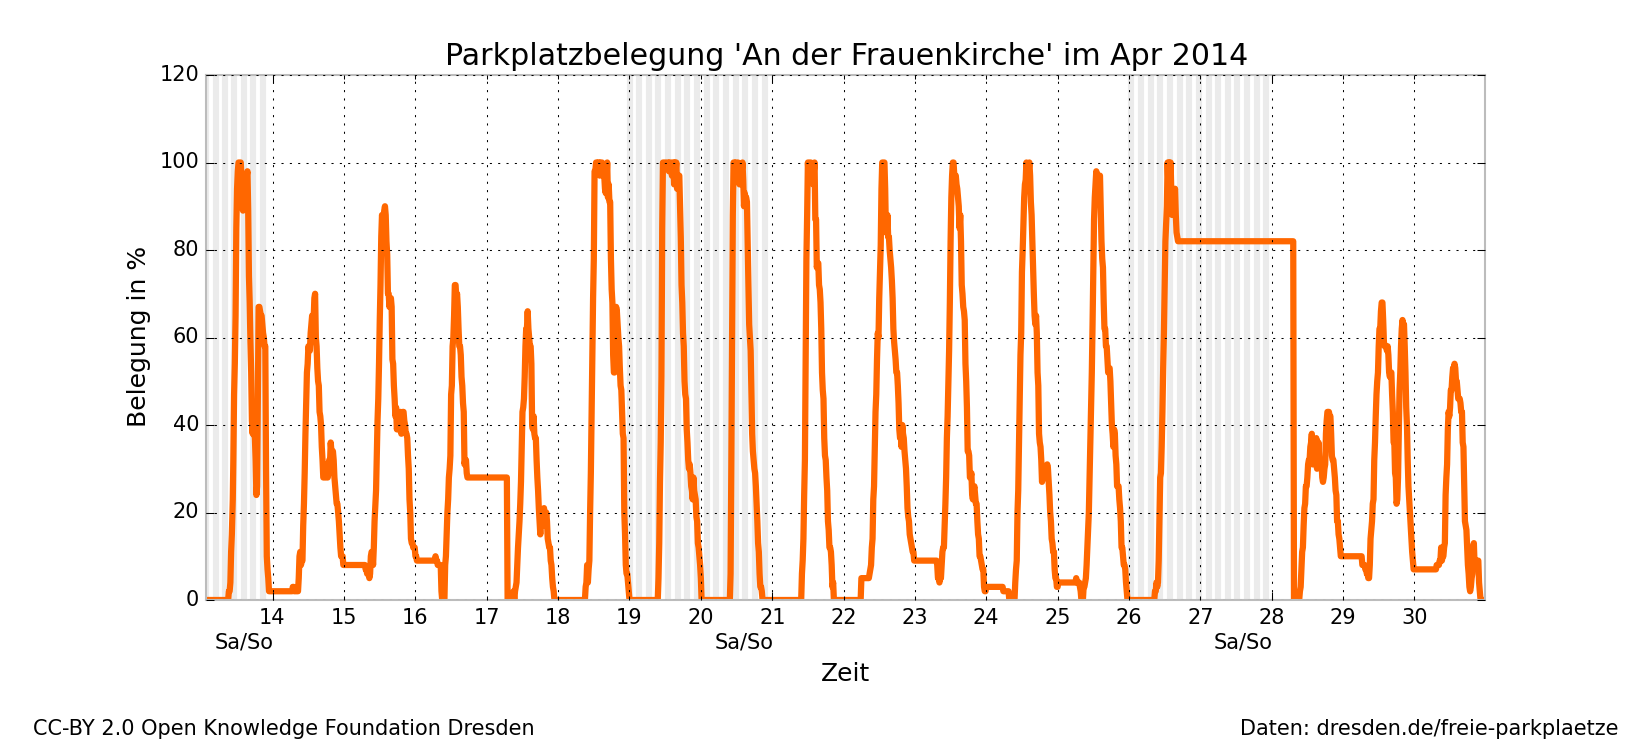 Parkplatzbelegung 'An der Frauenkirche' im Apr 2014
120
100
80
60
40
20
0
Belegung in %
14 15 16 17 18 19 20 21 22 23 24 25 26 27 28 29 30
Sa/So Sa/So Sa/So
Zeit
CC-BY 2.0 Open Knowledge Foundation Dresden
Daten: dresden.de/freie-parkplaetze